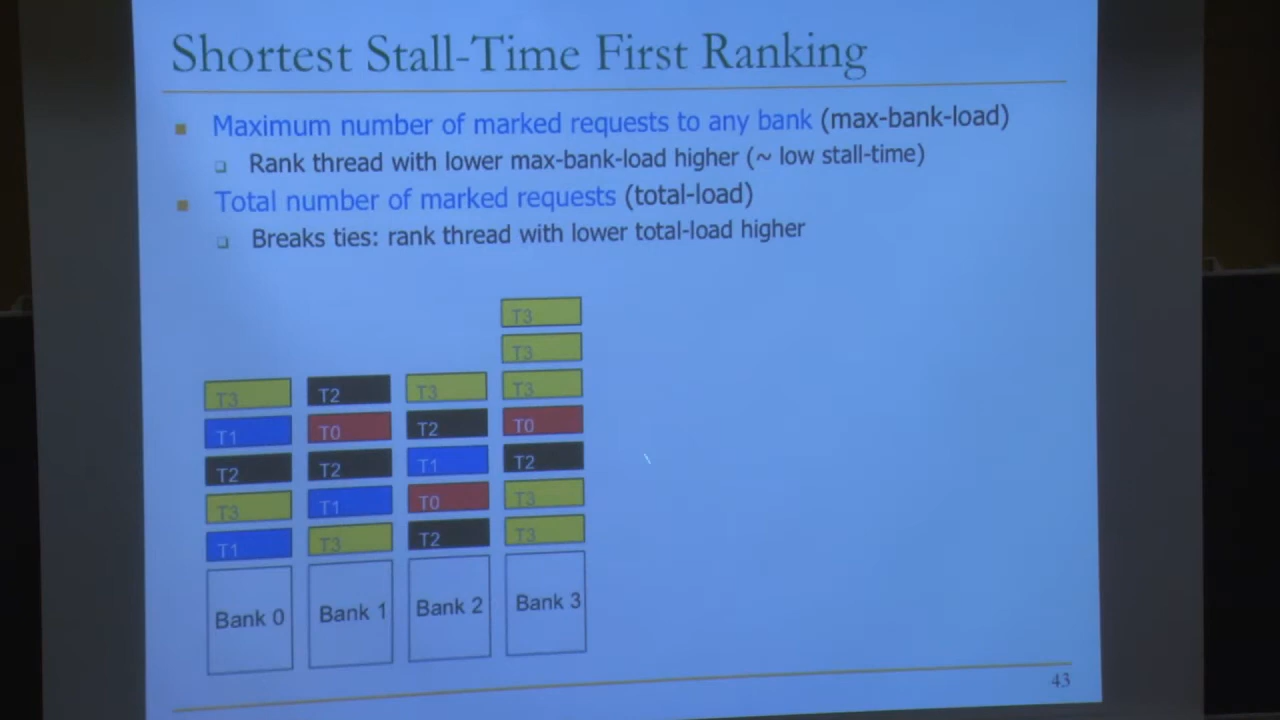 Shortest Stall-Time First Ranking
Maximum number of marked requests to any bank (max-bank-load)
Rank thread with lower max-bank-load higher (~ low stall-time)
Total number of marked requests (total-load)
Breaks ties: rank thread with lower total-load higher
T3
T3
T3 T2 T3 T3
T1 T0 T2 T0
T2 T2 T1 T2
T3 T1 T0 T3
T1 T3 T2 T3
Bank 0 Bank 1 Bank 2 Bank 3
43